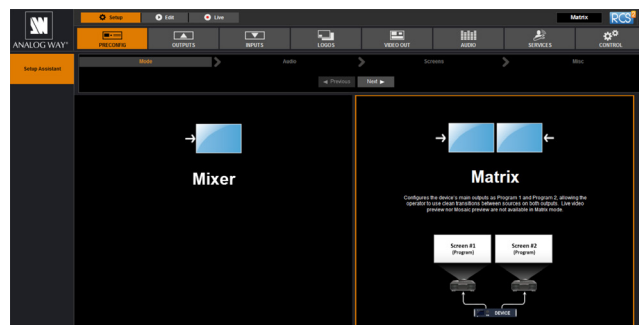 Setup
Edit
Live
Matrix
RCS²
ANALOG WAY®
PRECONFIG
OUTPUTS
INPUTS
LOGOS
VIDEO OUT
AUDIO
SERVICES
CONTROL
Setup Assistant
Mode
Audio
Screens
Misc
◄ Previous
Next ►
Mixer
Matrix
Configures the device's main outputs as Program 1 and Program 2, allowing the
operator to use clean transitions between sources on both outputs. Live video
preview nor Mosaic preview are not available in Matrix mode.
Screen #1
(Program)
Screen #2
(Program)
DEVICE